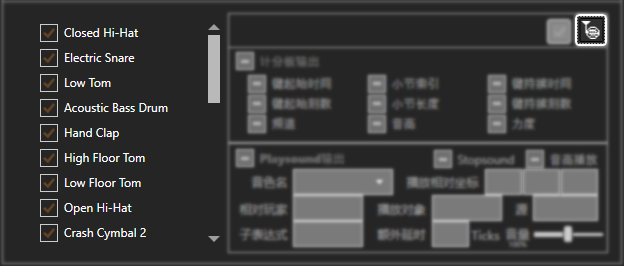 Closed Hi-Hat
Electric Snare
Low Tom
Acoustic Bass Drum
Hand Clap
High Floor Tom
Low Floor Tom
Open Hi-Hat
Crash Cymbal 2
计分板输出
键起始时间 小节索引 键持续时间
键起始刻数 小节长度 键持续刻数
频道 音高 力度
Playsound输出 Stopsound 音高播放
音色名 播放相对坐标
相对玩家 播放对象 源
子表达式 额外延时 Ticks 音量
100%